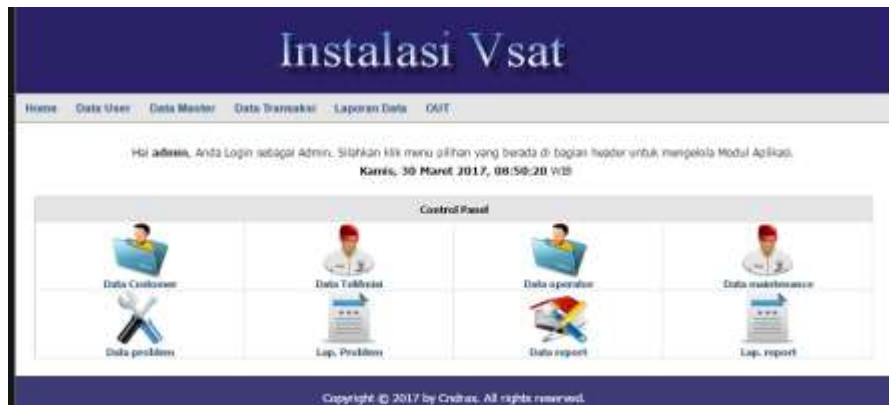 Instalasi Vsat
Home Data User Data Master Data Transaksi Laporan Data OUT
Hai admin, Anda Login sebagai Admin. Silahkan klik menu pilihan yang berada di bagian header untuk mengelola Modul Aplikasi.
Kamis, 30 Maret 2017, 08:50:20 WIB
Control Panel
Data Customer Data Tekhnisi Data operator Data maintenance
Data problem Lap. Problem Data report Lap. report
Copyright © 2017 by Cndrax. All rights reserved.